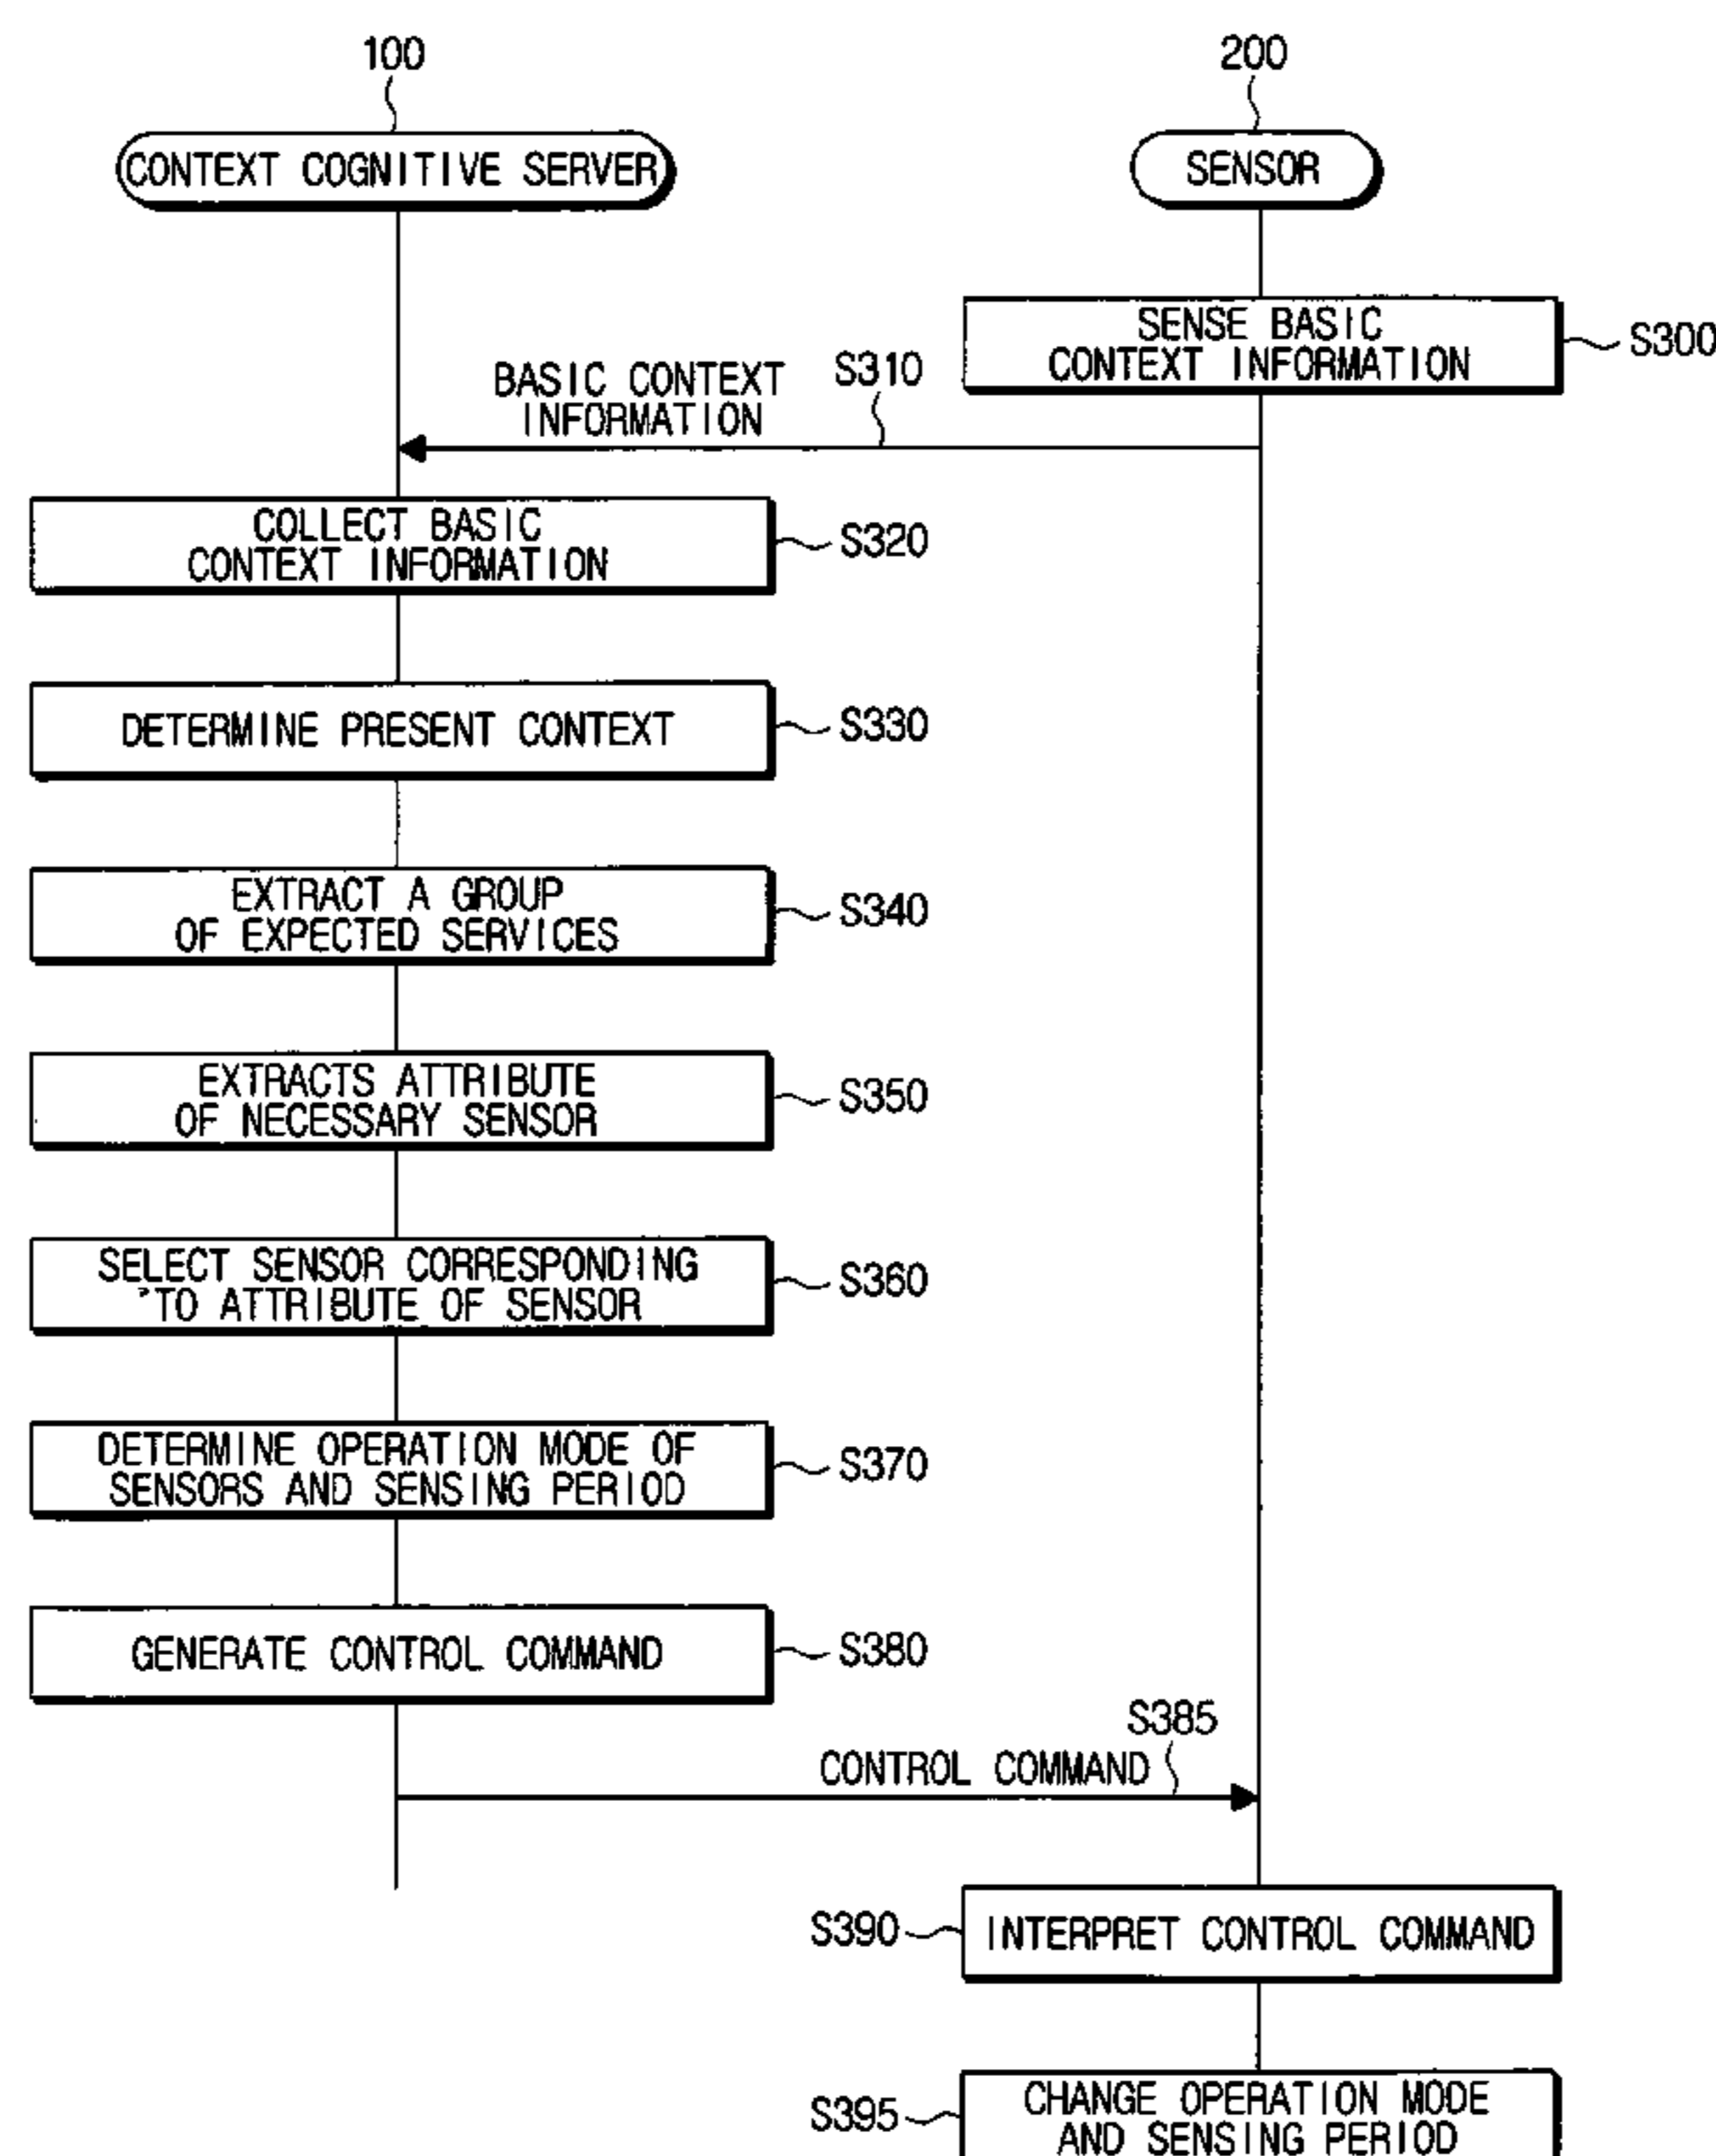 100
200
CONTEXT COGNITIVE SERVER
SENSOR
SENSE BASIC
CONTEXT INFORMATION
S300
BASIC CONTEXT
INFORMATION
S310
COLLECT BASIC
CONTEXT INFORMATION
S320
DETERMINE PRESENT CONTEXT
S330
EXTRACT A GROUP
OF EXPECTED SERVICES
S340
EXTRACTS ATTRIBUTE
OF NECESSARY SENSOR
S350
SELECT SENSOR CORRESPONDING
TO ATTRIBUTE OF SENSOR
S360
DETERMINE OPERATION MODE OF
SENSORS AND SENSING PERIOD
S370
GENERATE CONTROL COMMAND
S380
S385
CONTROL COMMAND
S390
INTERPRET CONTROL COMMAND
S395
CHANGE OPERATION MODE
AND SENSING PERIOD